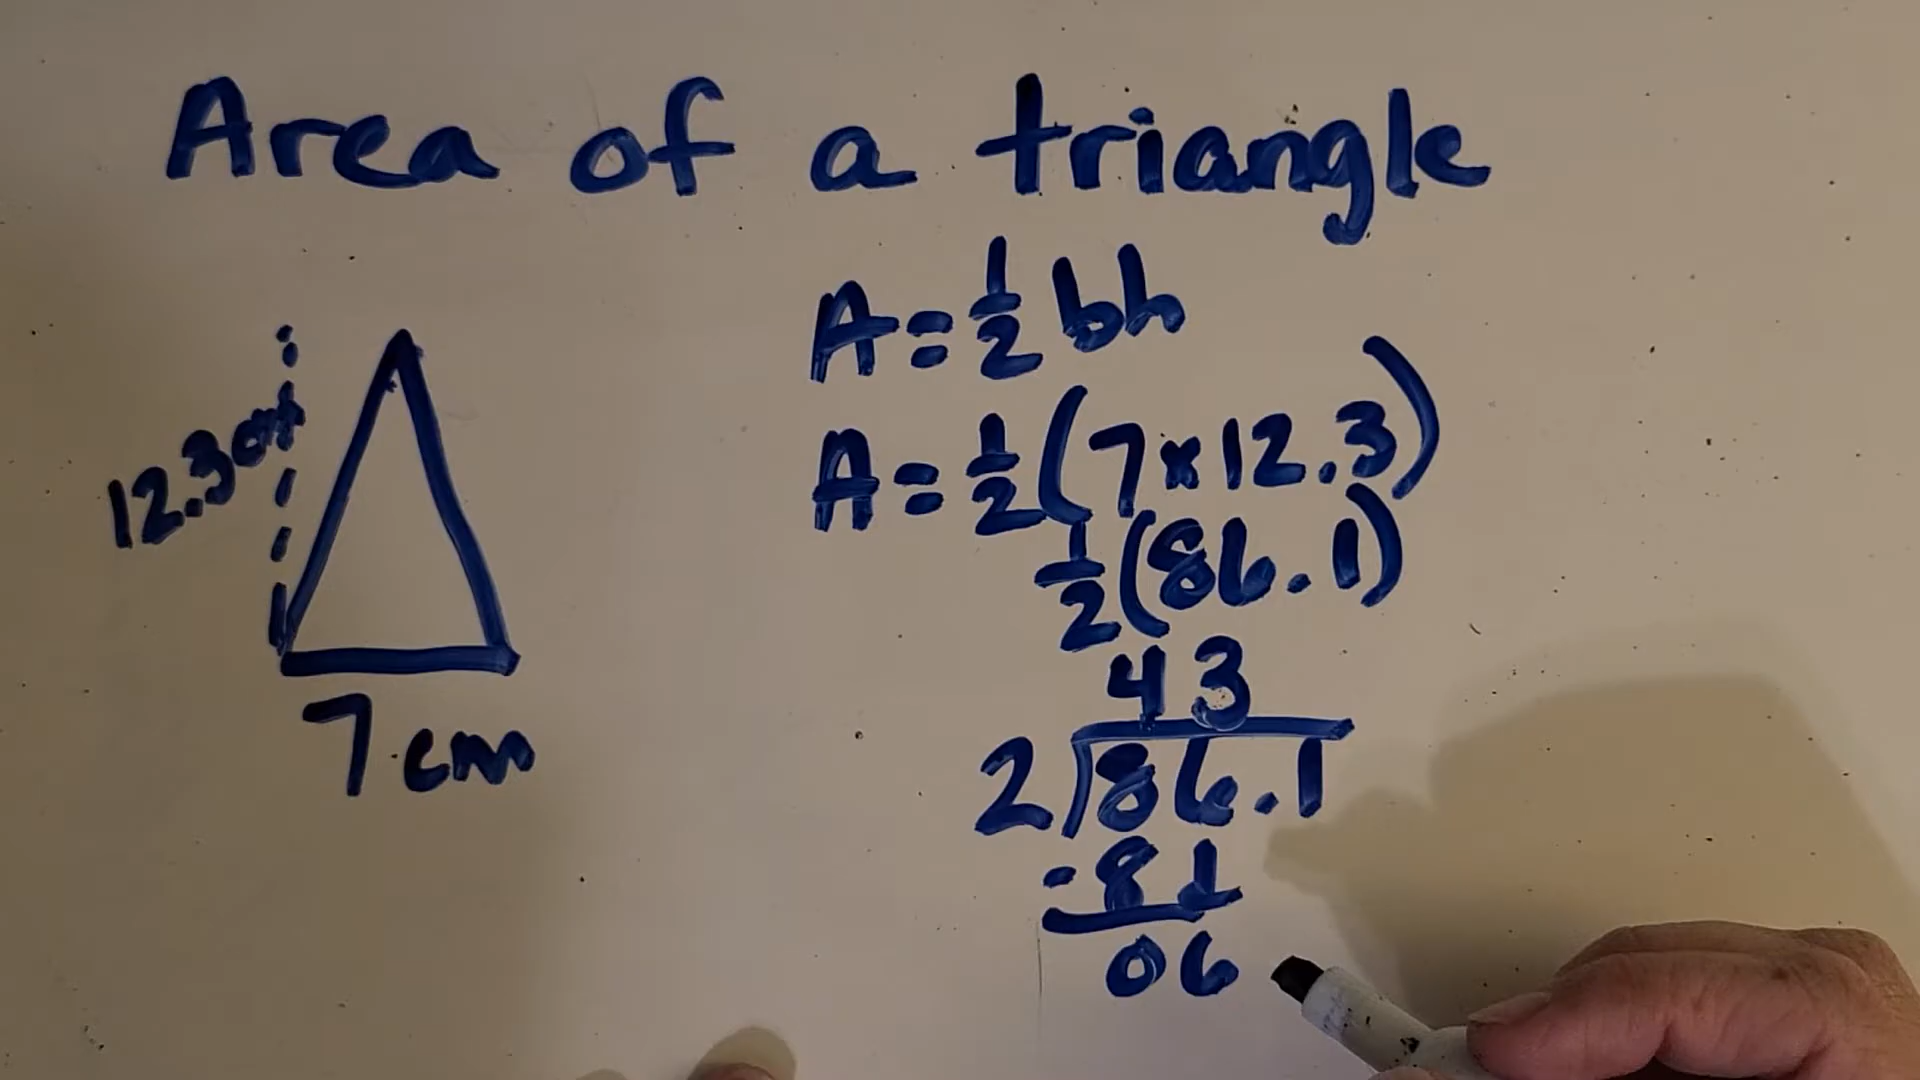 Area of a triangle
A = 1/2 bh
12.3cm
A = 1/2 (7 x 12.3)
1/2 (86.1)
7 cm
43
2)86.1
-8↓
06